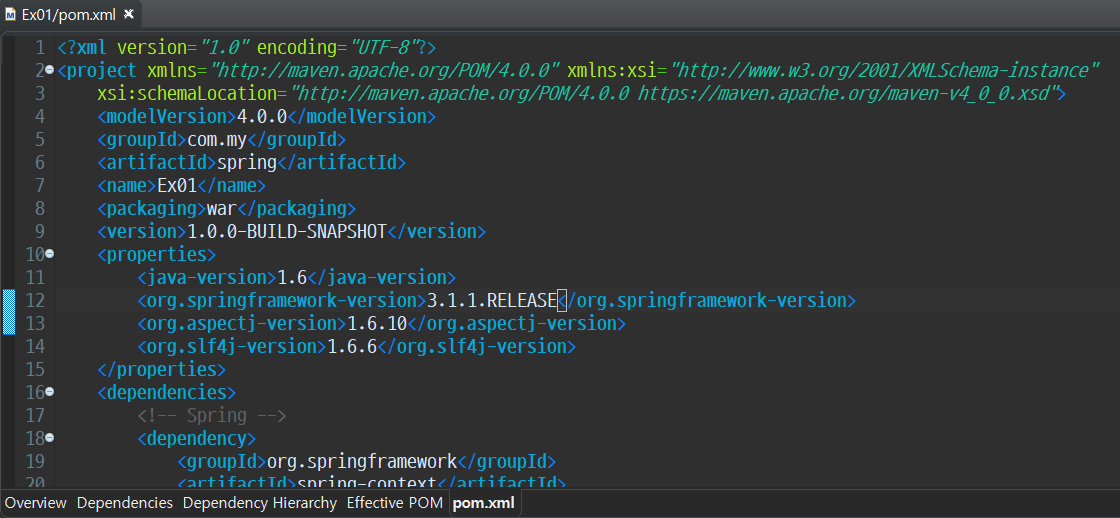 Ex01/pom.xml
1 <?xml version="1.0" encoding="UTF-8"?>
2 <project xmlns="http://maven.apache.org/POM/4.0.0" xmlns:xsi="http://www.w3.org/2001/XMLSchema-instance"
3 xsi:schemaLocation="http://maven.apache.org/POM/4.0.0 https://maven.apache.org/maven-v4_0_0.xsd">
4 <modelVersion>4.0.0</modelVersion>
5 <groupId>com.my</groupId>
6 <artifactId>spring</artifactId>
7 <name>Ex01</name>
8 <packaging>war</packaging>
9 <version>1.0.0-BUILD-SNAPSHOT</version>
10 <properties>
11 <java-version>1.6</java-version>
12 <org.springframework-version>3.1.1.RELEASE</org.springframework-version>
13 <org.aspectj-version>1.6.10</org.aspectj-version>
14 <org.slf4j-version>1.6.6</org.slf4j-version>
15 </properties>
16 <dependencies>
17 <!-- Spring -->
18 <dependency>
19 <groupId>org.springframework</groupId>
20 <artifactId>spring-context</artifactId>
Overview Dependencies Dependency Hierarchy Effective POM pom.xml